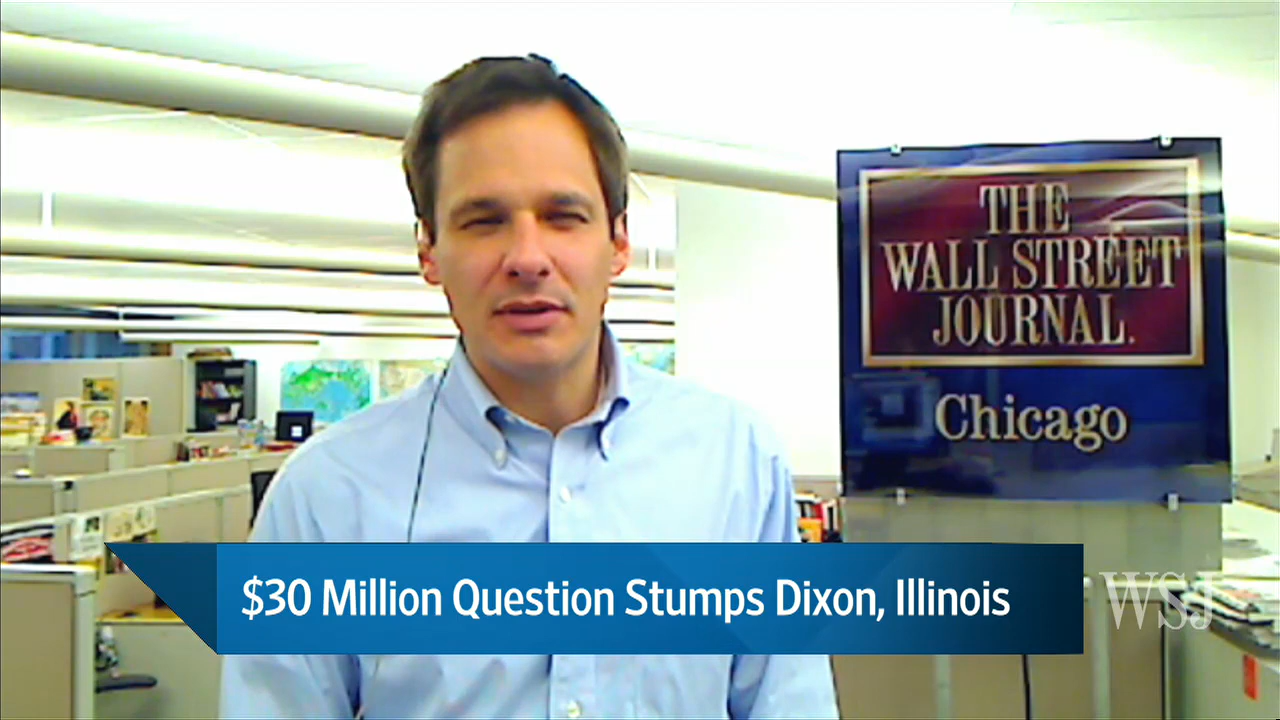 THE
WALL STREET
JOURNAL.
Chicago
$30 Million Question Stumps Dixon, Illinois
WSJ